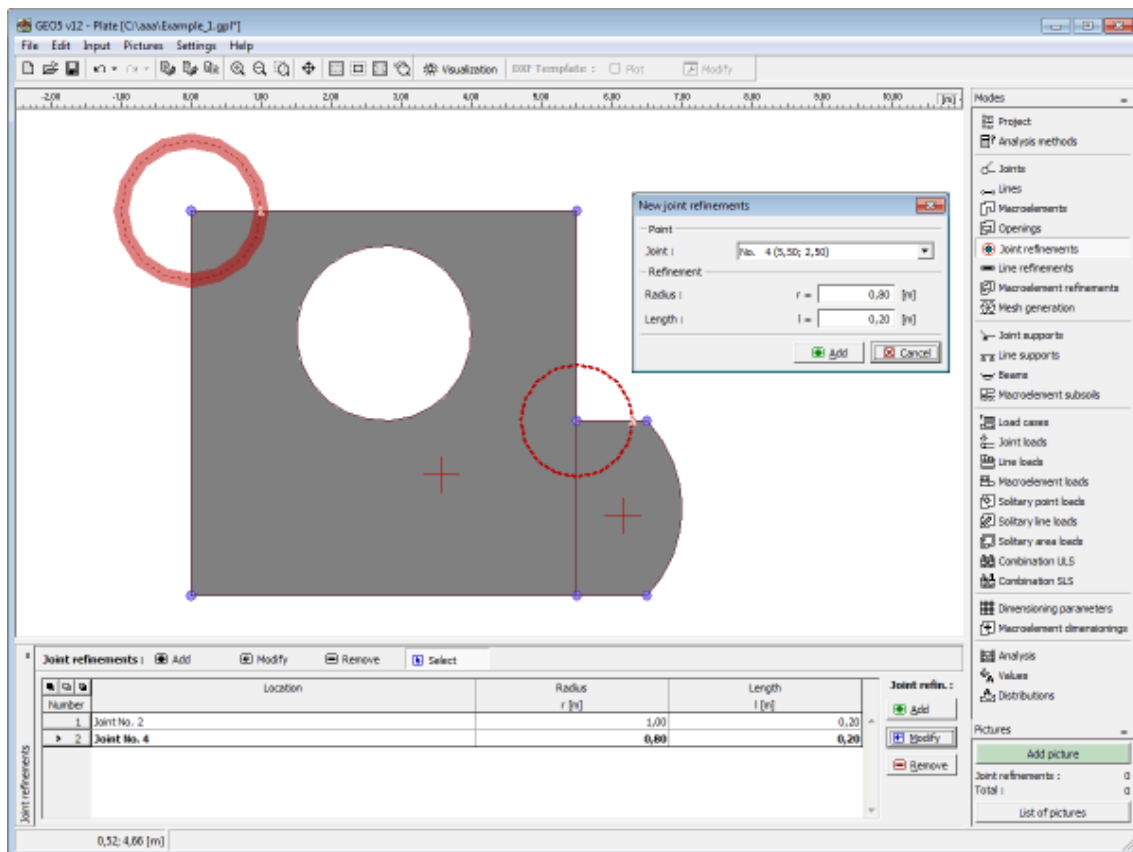 GEO5 v12 - Plate [C:\aaa\Example_1.gpl*]
File Edit Input Pictures Settings Help
Visualization DXF Template : Plot Modify
-2,00 -1,00 0,00 1,00 2,00 3,00 4,00 5,00 6,00 7,00 8,00 9,00 10,00 [m]
New joint refinements
Point
Joint : No. 4 (5,50; 2,50)
Refinement
Radius : r = 0,80 [m]
Length : l = 0,20 [m]
Add Cancel
Modes
Project
Analysis methods
Joints
Lines
Macroelements
Openings
Joint refinements
Line refinements
Macroelement refinements
Mesh generation
Joint supports
Line supports
Beams
Macroelement subsoils
Load cases
Joint loads
Line loads
Macroelement loads
Solitary point loads
Solitary line loads
Solitary area loads
Combination ULS
Combination SLS
Dimensioning parameters
Macroelement dimensionings
Analysis
Values
Distributions
Joint refinements : Add Modify Remove Select
Number Location Radius r [m] Length l [m]
1 Joint No. 2 1,00 0,20
> 2 Joint No. 4 0,80 0,20
Joint refin. :
Add
Modify
Remove
Joint refinements
Pictures
Add picture
Joint refinements : 0
Total : 0
List of pictures
0,52; 4,66 [m]